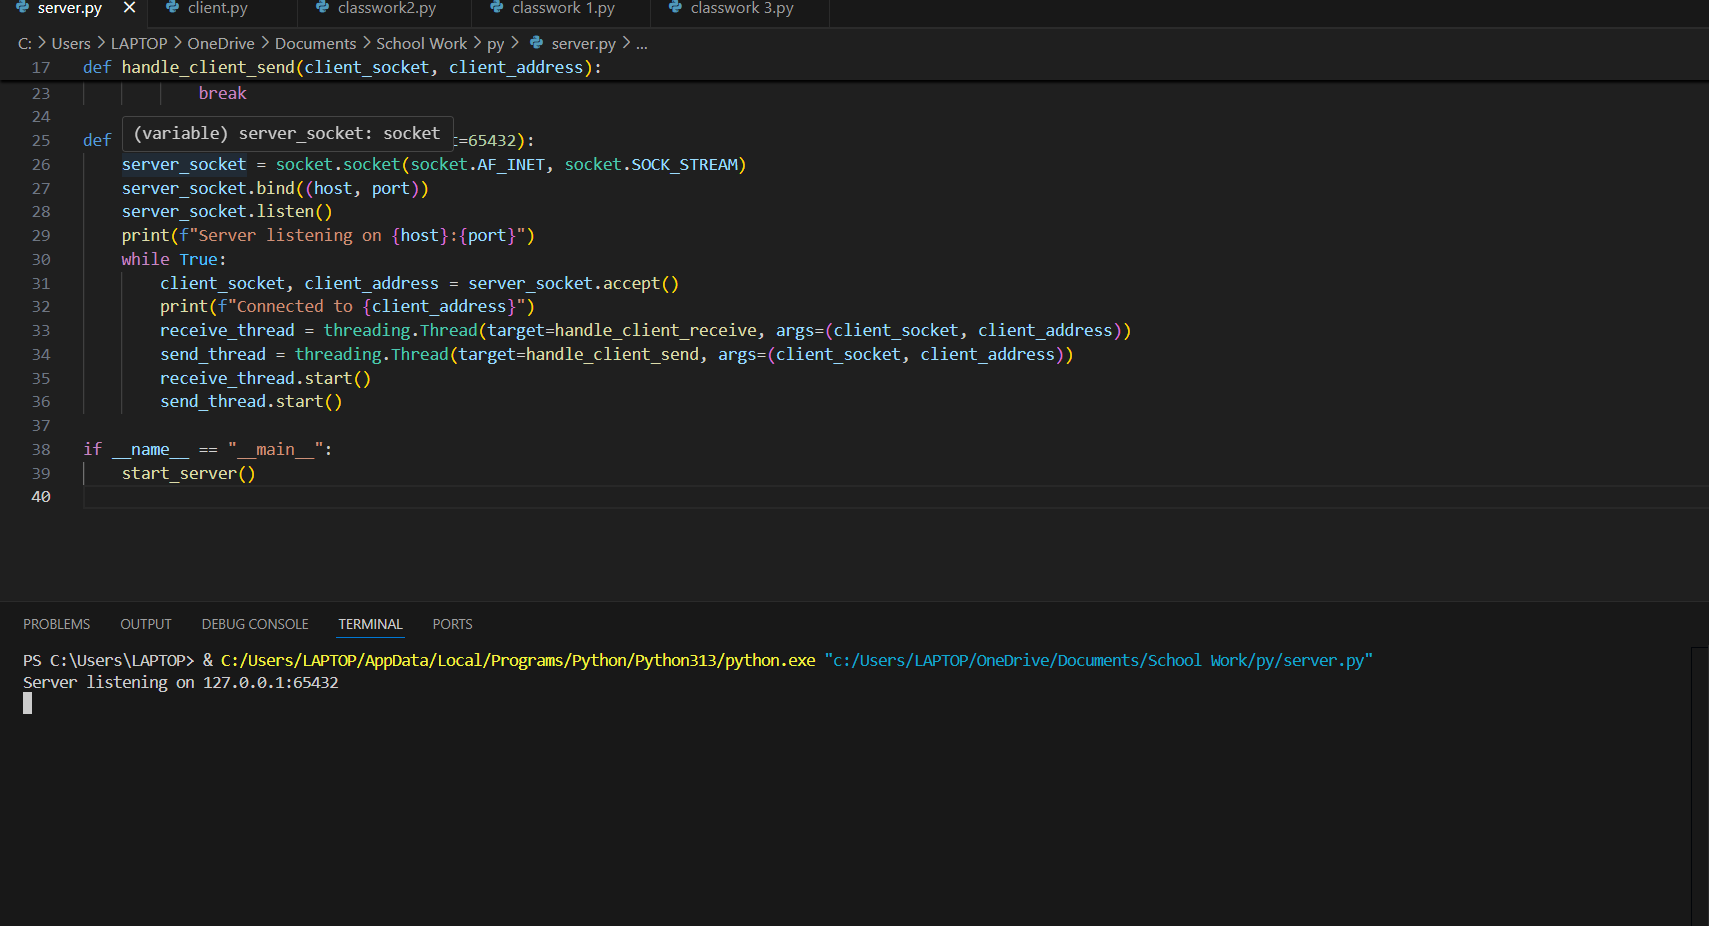 server.py
client.py
classwork2.py
classwork 1.py
classwork 3.py
C: > Users > LAPTOP > OneDrive > Documents > School Work > py > server.py > ...
17 def handle_client_send(client_socket, client_address):
23 break
24
25 def (variable) server_socket: socket =65432):
26 server_socket = socket.socket(socket.AF_INET, socket.SOCK_STREAM)
27 server_socket.bind((host, port))
28 server_socket.listen()
29 print(f"Server listening on {host}:{port}")
30 while True:
31 client_socket, client_address = server_socket.accept()
32 print(f"Connected to {client_address}")
33 receive_thread = threading.Thread(target=handle_client_receive, args=(client_socket, client_address))
34 send_thread = threading.Thread(target=handle_client_send, args=(client_socket, client_address))
35 receive_thread.start()
36 send_thread.start()
37
38 if __name__ == "__main__":
39 start_server()
40
PROBLEMS OUTPUT DEBUG CONSOLE TERMINAL PORTS
PS C:\Users\LAPTOP> & C:/Users/LAPTOP/AppData/Local/Programs/Python/Python313/python.exe "c:/Users/LAPTOP/OneDrive/Documents/School Work/py/server.py"
Server listening on 127.0.0.1:65432